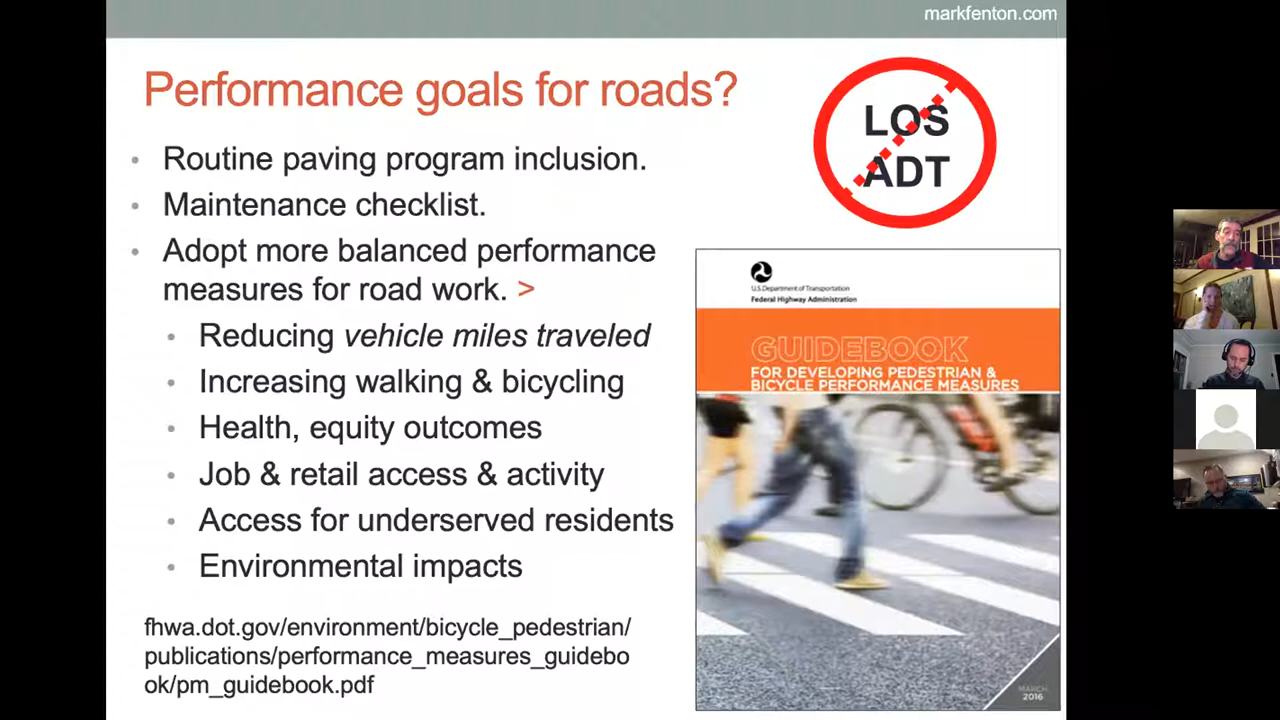 markfenton.com
Performance goals for roads?
LOS
ADT
• Routine paving program inclusion.
• Maintenance checklist.
• Adopt more balanced performance
measures for road work. >
• Reducing vehicle miles traveled
• Increasing walking & bicycling
• Health, equity outcomes
• Job & retail access & activity
• Access for underserved residents
• Environmental impacts
fhwa.dot.gov/environment/bicycle_pedestrian/
publications/performance_measures_guidebo
ok/pm_guidebook.pdf
U.S. Department of Transportation
Federal Highway Administration
GUIDEBOOK
FOR DEVELOPING PEDESTRIAN &
BICYCLE PERFORMANCE MEASURES
MARCH
2016